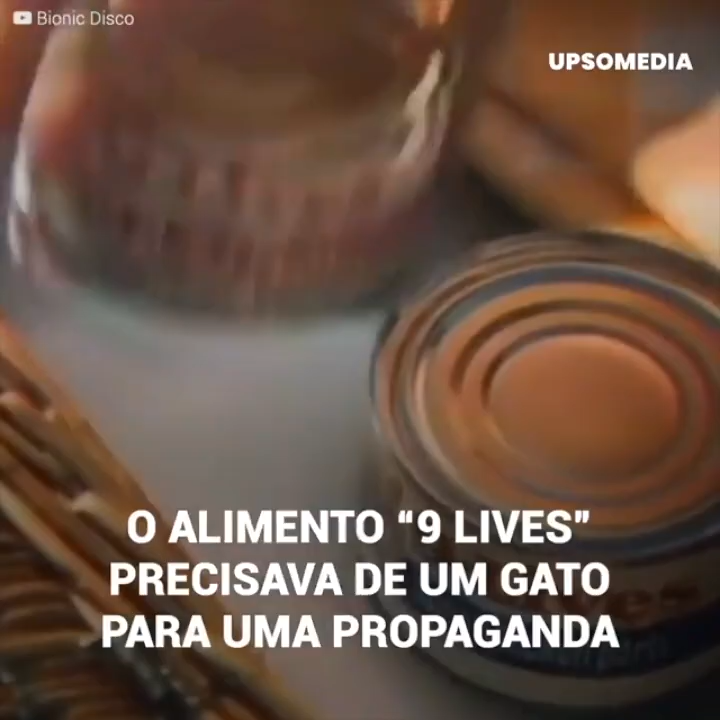 Bionic Disco
UPSOMEDIA
O ALIMENTO “9 LIVES”
PRECISAVA DE UM GATO
PARA UMA PROPAGANDA